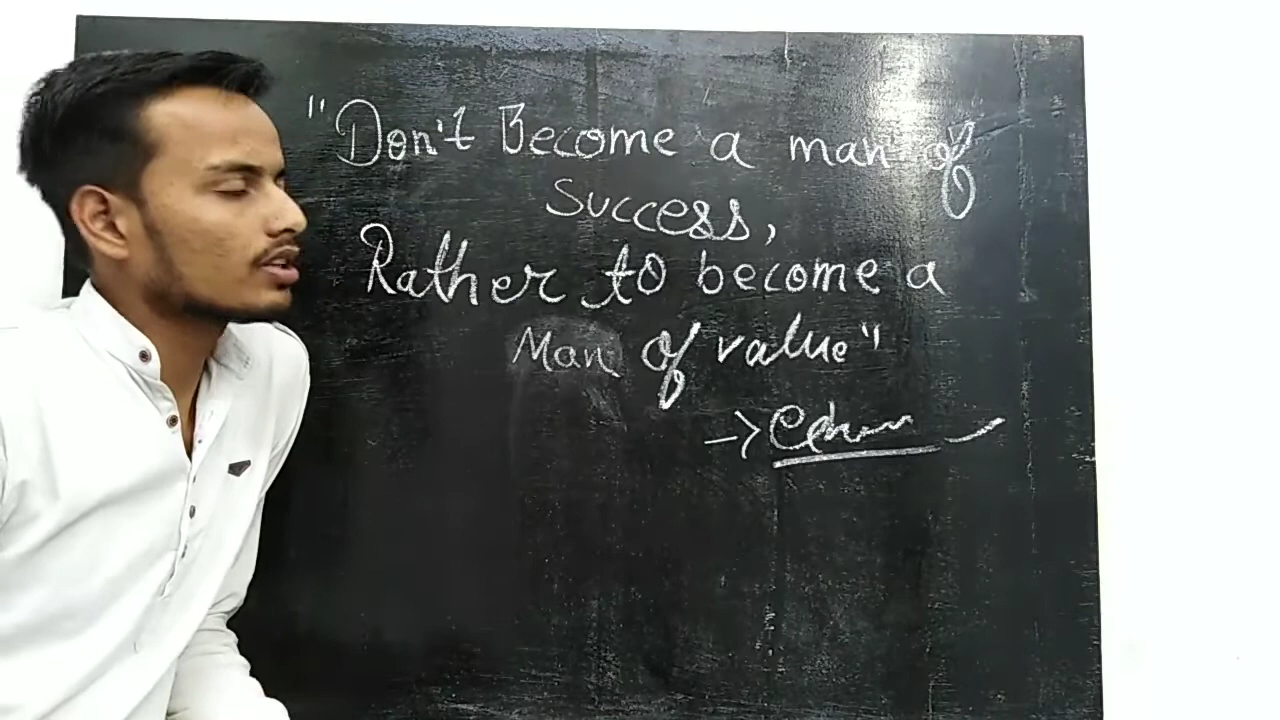 "Don't Become a man of
Success,
Rather to become a
Man of value"
→